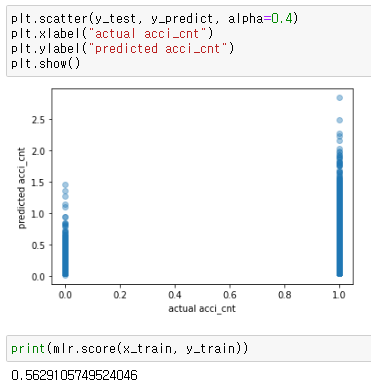 plt.scatter(y_test, y_predict, alpha=0.4)
plt.xlabel("actual acci_cnt")
plt.ylabel("predicted acci_cnt")
plt.show()
2.5
2.0
1.5
1.0
0.5
0.0
predicted acci_cnt
0.0 0.2 0.4 0.6 0.8 1.0
actual acci_cnt
print(mlr.score(x_train, y_train))
0.5629105749524046